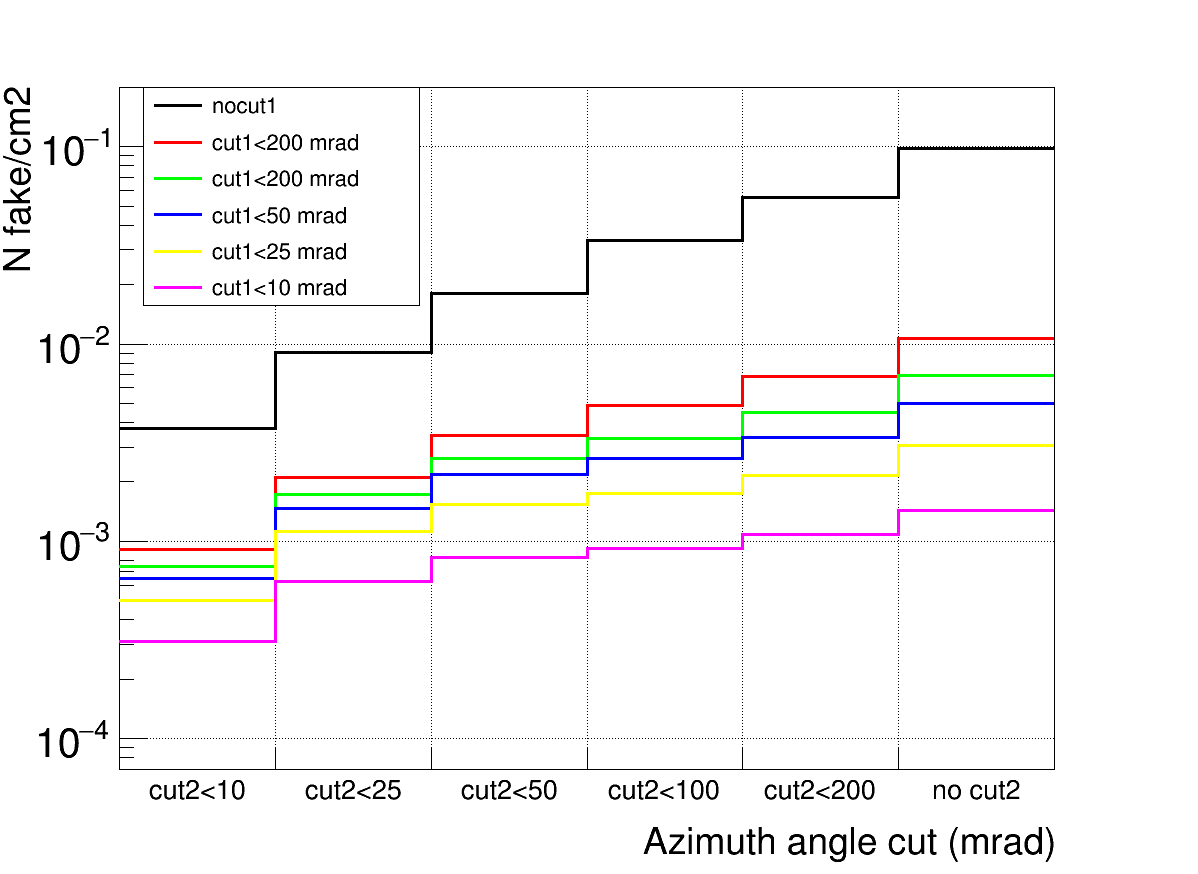 N fake/cm2
nocut1
cut1<200 mrad
cut1<200 mrad
cut1<50 mrad
cut1<25 mrad
cut1<10 mrad
10⁻¹
10⁻²
10⁻³
10⁻⁴
cut2<10 cut2<25 cut2<50 cut2<100 cut2<200 no cut2
Azimuth angle cut (mrad)